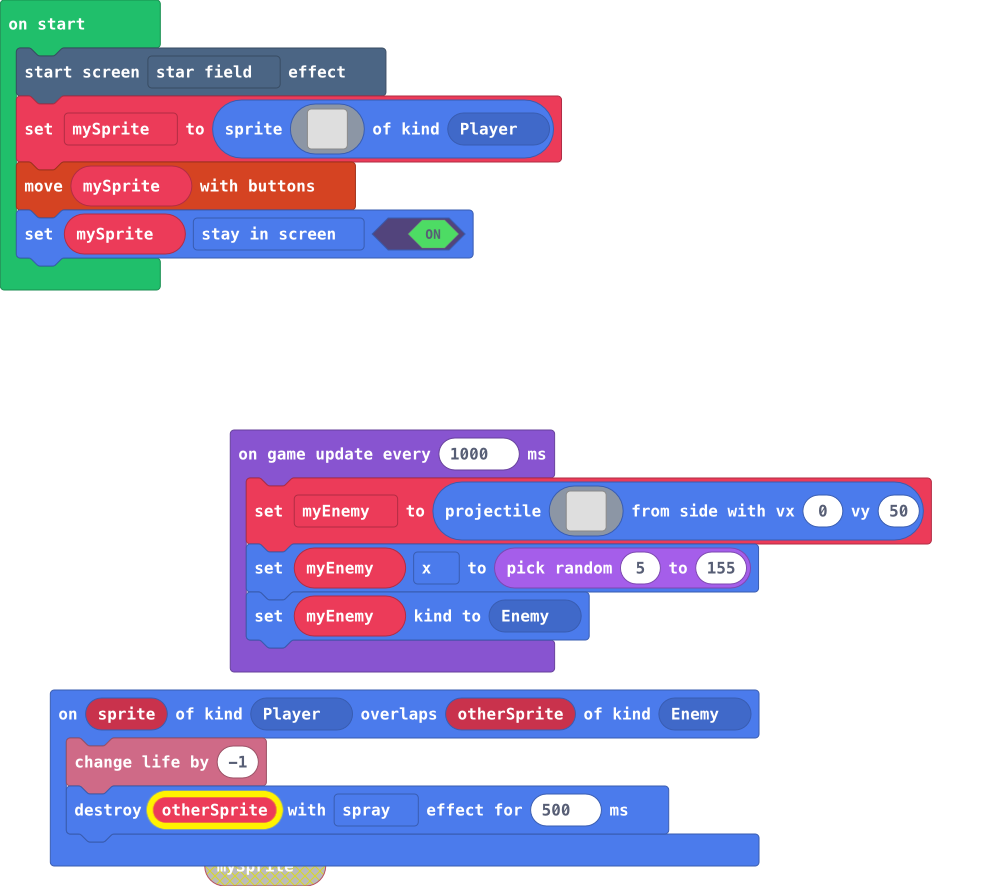 on start
start screen star field effect
set mySprite to sprite of kind Player
move mySprite with buttons
set mySprite stay in screen ON
on game update every 1000 ms
set myEnemy to projectile from side with vx 0 vy 50
set myEnemy x to pick random 5 to 155
set myEnemy kind to Enemy
on sprite of kind Player overlaps otherSprite of kind Enemy
change life by −1
destroy otherSprite with spray effect for 500 ms
mySprite